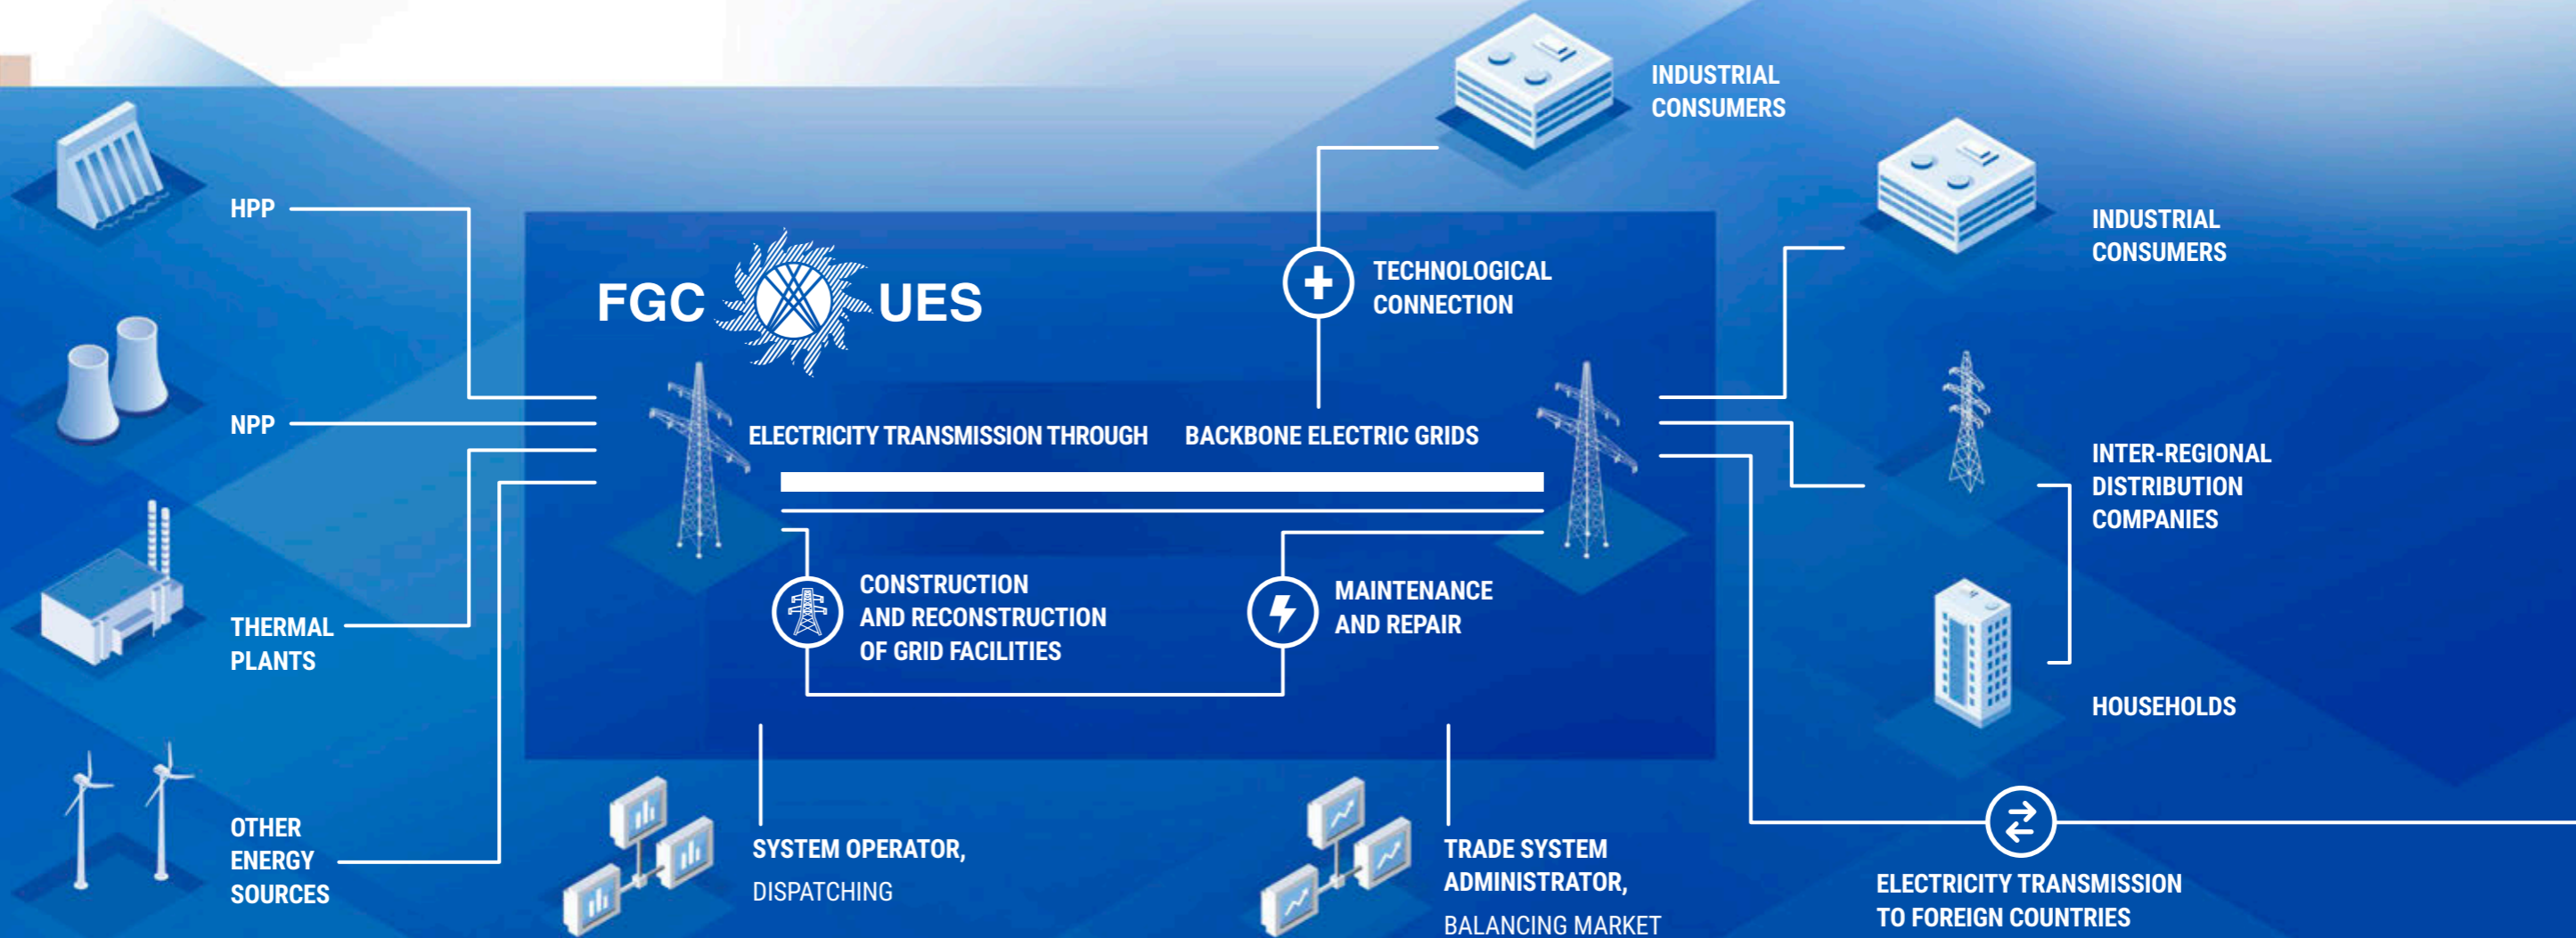 HPP
NPP
THERMAL
PLANTS
OTHER
ENERGY
SOURCES
FGC UES
ELECTRICITY TRANSMISSION THROUGH BACKBONE ELECTRIC GRIDS
TECHNOLOGICAL
CONNECTION
CONSTRUCTION
AND RECONSTRUCTION
OF GRID FACILITIES
MAINTENANCE
AND REPAIR
SYSTEM OPERATOR,
DISPATCHING
TRADE SYSTEM
ADMINISTRATOR,
BALANCING MARKET
INDUSTRIAL
CONSUMERS
INDUSTRIAL
CONSUMERS
INTER-REGIONAL
DISTRIBUTION
COMPANIES
HOUSEHOLDS
ELECTRICITY TRANSMISSION
TO FOREIGN COUNTRIES